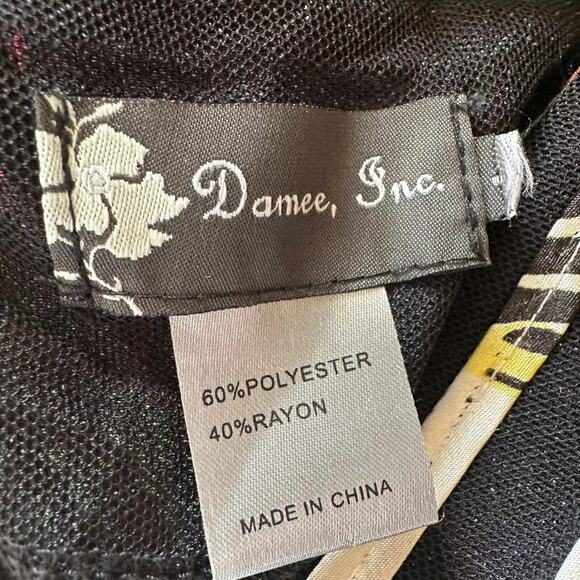 Damee, Inc.
60%POLYESTER
40%RAYON
MADE IN CHINA